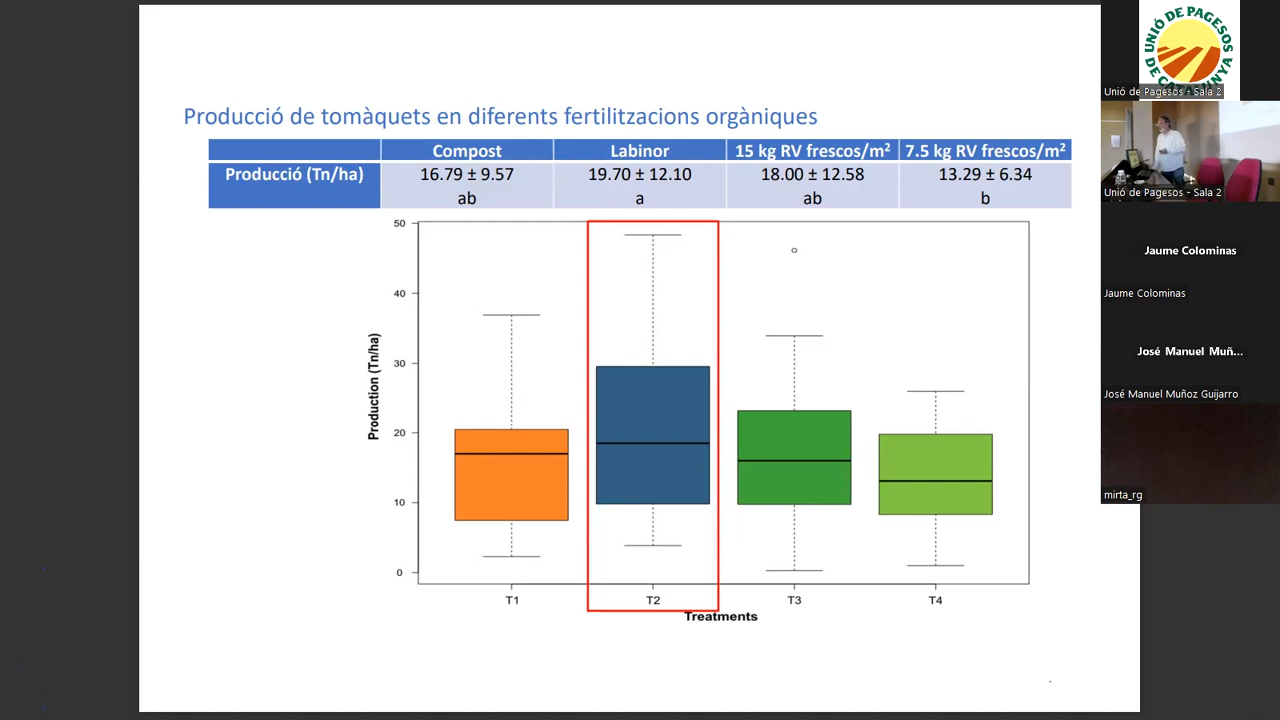 Producció de tomàquets en diferents fertilitzacions orgàniques
Compost Labinor 15 kg RV frescos/m² 7.5 kg RV frescos/m²
Producció (Tn/ha) 16.79 ± 9.57 19.70 ± 12.10 18.00 ± 12.58 13.29 ± 6.34
ab a ab b
Production (Tn/ha)
50
40
30
20
10
0
T1 T2 T3 T4
Treatments
UNIÓ DE PAGESOS
Unió de Pagesos - Sala 2
Unió de Pagesos - Sala 2
Jaume Colominas
Jaume Colominas
José Manuel Muñ...
José Manuel Muñoz Guijarro
mirta_rg